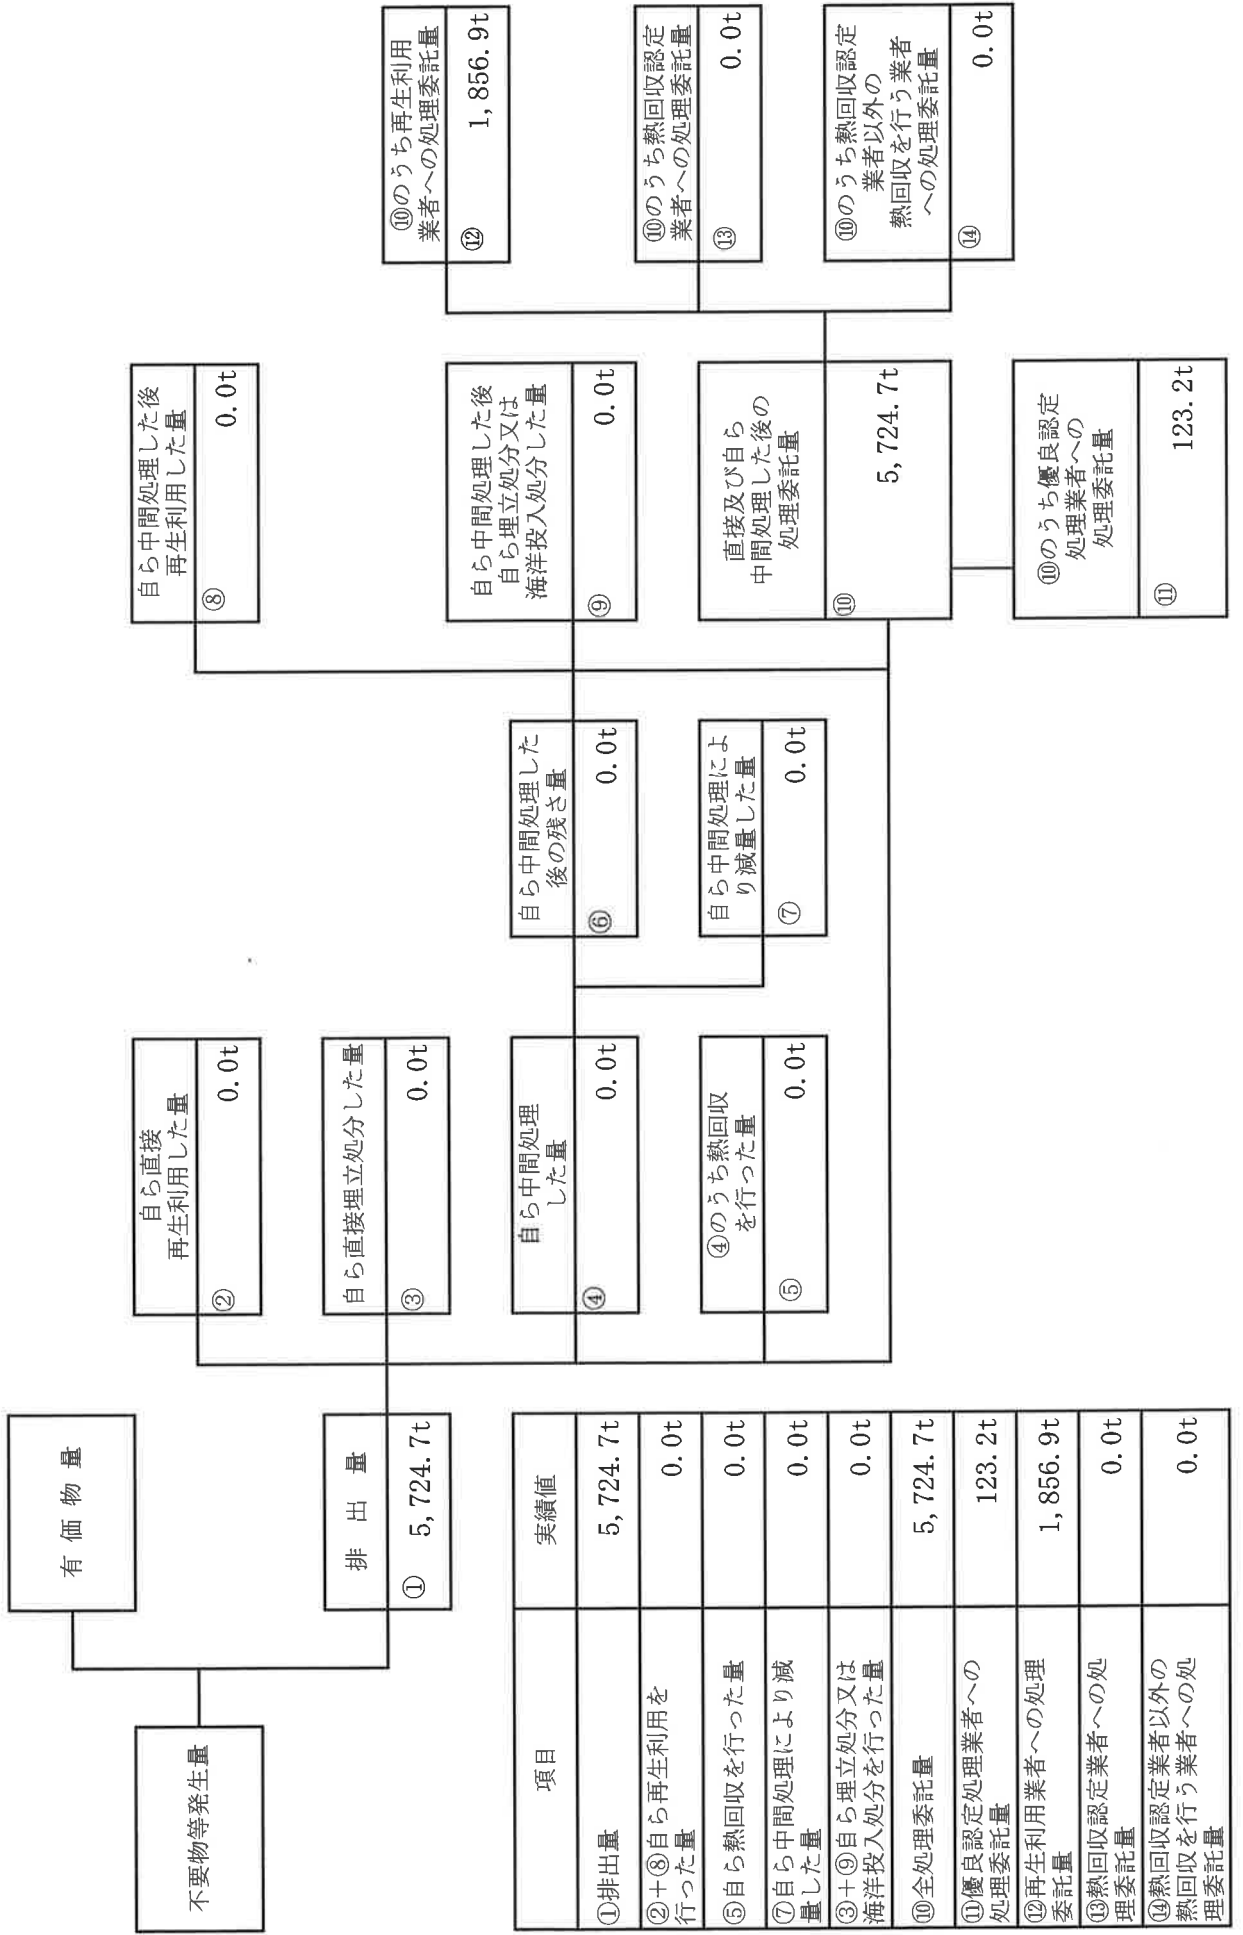 不要物等発生量
有価物量
排出量
① 5,724.7t
自ら直接
再生利用した量
② 0.0t
自ら直接埋立処分した量
③ 0.0t
自ら中間処理
した量
④ 0.0t
④のうち熱回収
を行った量
⑤ 0.0t
自ら中間処理した
後の残さ量
⑥ 0.0t
自ら中間処理によ
り減量した量
⑦ 0.0t
自ら中間処理した後
再生利用した量
⑧ 0.0t
自ら中間処理した後
自ら埋立処分又は
海洋投入処分した量
⑨ 0.0t
直接及び自ら
中間処理した後の
処理委託量
⑩ 5,724.7t
⑩のうち優良認定
処理業者への
処理委託量
⑪ 123.2t
⑩のうち再生利用
業者への処理委託量
⑫ 1,856.9t
⑩のうち熱回収認定
業者への処理委託量
⑬ 0.0t
⑩のうち熱回収認定
業者以外の
熱回収を行う業者
への処理委託量
⑭ 0.0t
項目 実績値
①排出量 5,724.7t
②+⑧自ら再生利用を
行った量 0.0t
⑤自ら熱回収を行った量 0.0t
⑦自ら中間処理により減
量した量 0.0t
③+⑨自ら埋立処分又は
海洋投入処分を行った量 0.0t
⑩全処理委託量 5,724.7t
⑪優良認定処理業者への
処理委託量 123.2t
⑫再生利用業者への処理
委託量 1,856.9t
⑬熱回収認定業者への処
理委託量 0.0t
⑭熱回収認定業者以外の
熱回収を行う業者への処
理委託量 0.0t